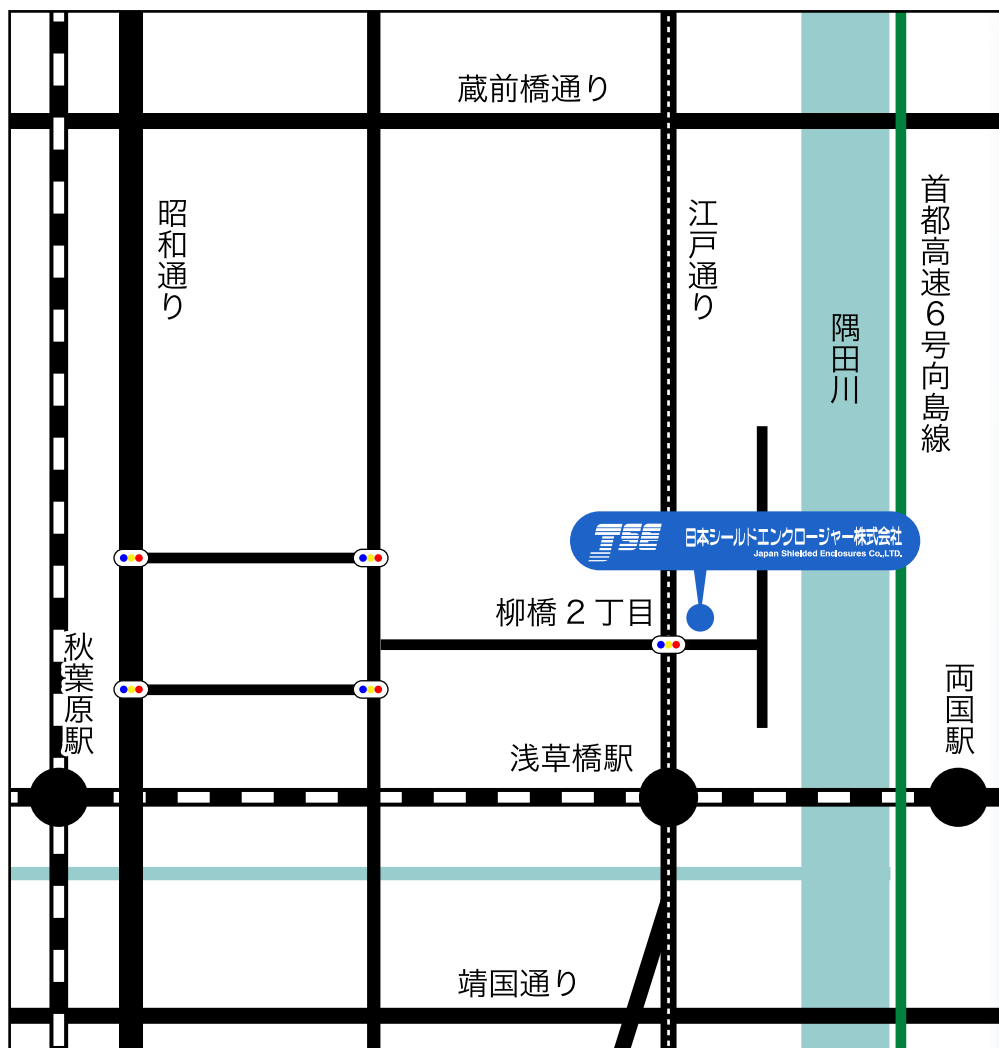 蔵前橋通り
昭和通り
江戸通り
首都高速6号向島線
隅田川
JSE 日本シールドエンクロージャー株式会社
Japan Shielded Enclosures Co.,LTD.
柳橋2丁目
秋葉原駅
両国駅
浅草橋駅
靖国通り